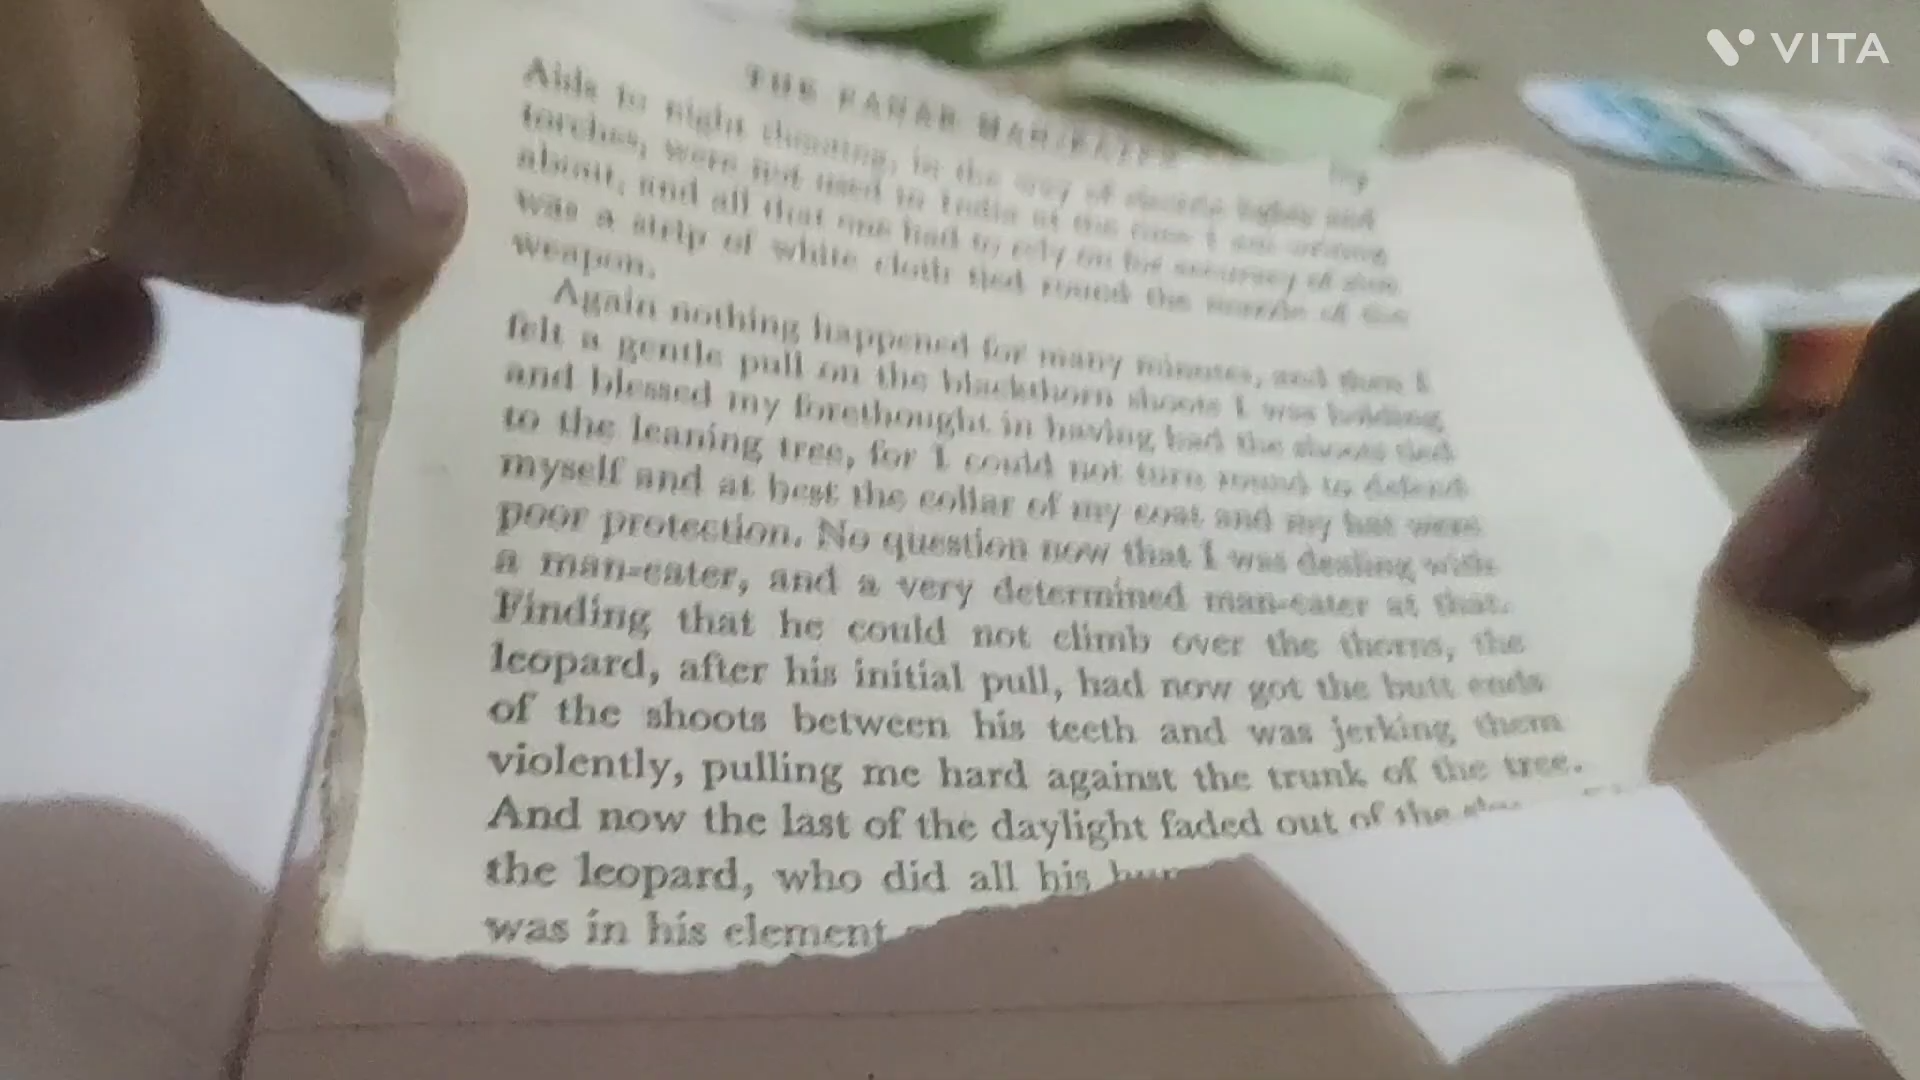 VITA
THE PANAR MAN-EATER
Aids to night shooting, in the way of electric lights and
torches, were not used in India at the time I am writing
about, and all that one had to rely on for accuracy of aim
was a strip of white cloth tied round the muzzle of the
weapon.
Again nothing happened for many minutes, and then I
felt a gentle pull on the blackthorn shoots I was holding
and blessed my forethought in having had the shoots tied
to the leaning tree, for I could not turn round to defend
myself and at best the collar of my coat and my hat were
poor protection. No question now that I was dealing with
a man-eater, and a very determined man-eater at that.
Finding that he could not climb over the thorns, the
leopard, after his initial pull, had now got the butt ends
of the shoots between his teeth and was jerking them
violently, pulling me hard against the trunk of the tree.
And now the last of the daylight faded out of the
the leopard, who did all his
was in his element